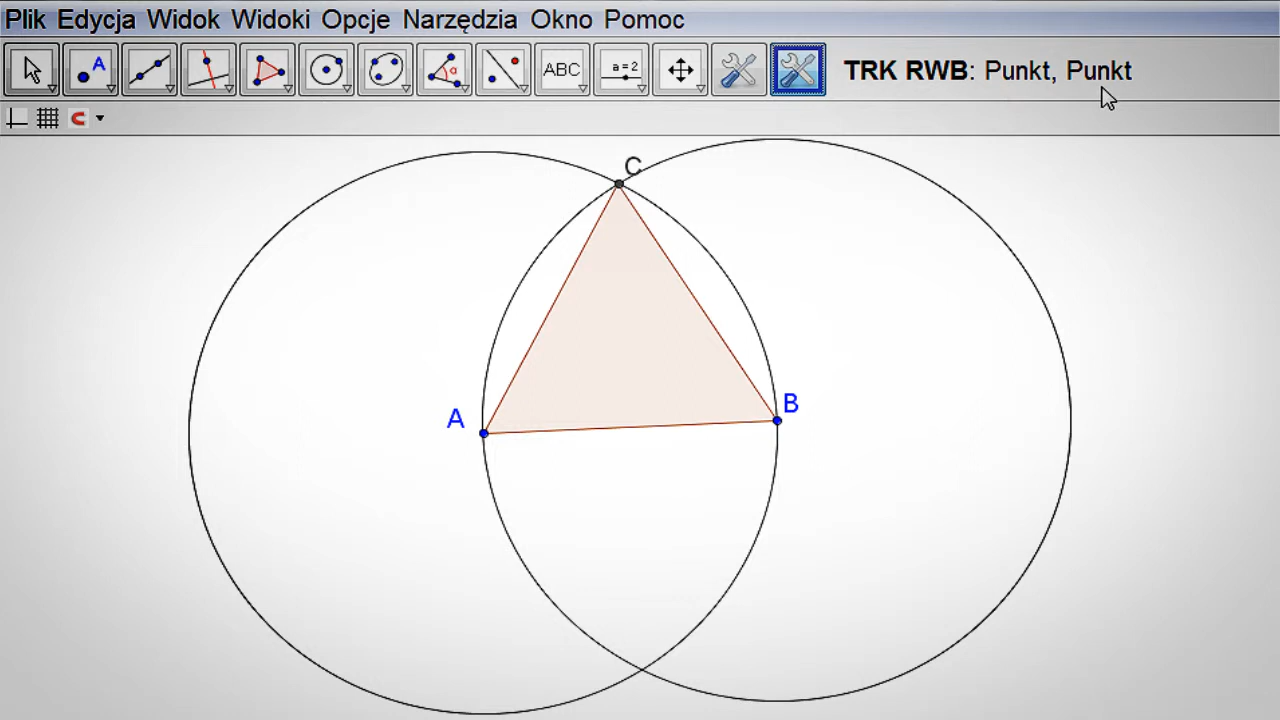 Plik Edycja Widok Widoki Opcje Narzędzia Okno Pomoc
A α ABC a = 2 TRK RWB: Punkt, Punkt
C
A
B